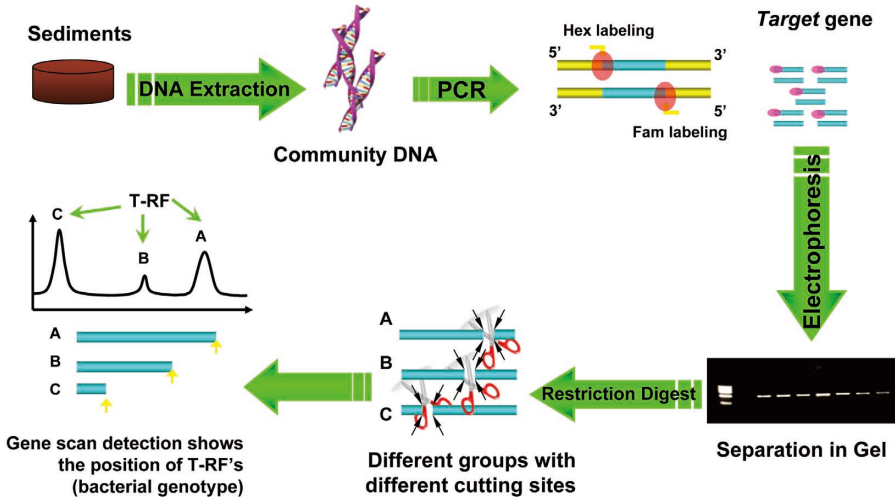 Sediments
DNA Extraction
Community DNA
PCR
Hex labeling
5’
3’
3’
5’
Fam labeling
Target gene
Electrophoresis
Separation in Gel
Restriction Digest
A
B
C
Different groups with
different cutting sites
T-RF
C
B
A
A
B
C
Gene scan detection shows
the position of T-RF's
(bacterial genotype)